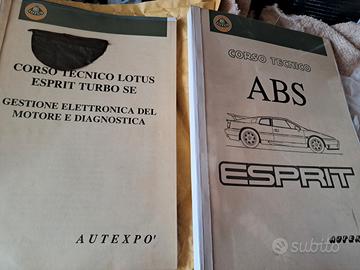 CORSO TECNICO LOTUS
ESPRIT TURBO SE
GESTIONE ELETTRONICA DEL
MOTORE E DIAGNOSTICA
AUTEXPO'
CORSO TECNICO
ABS
ESPRIT
subito